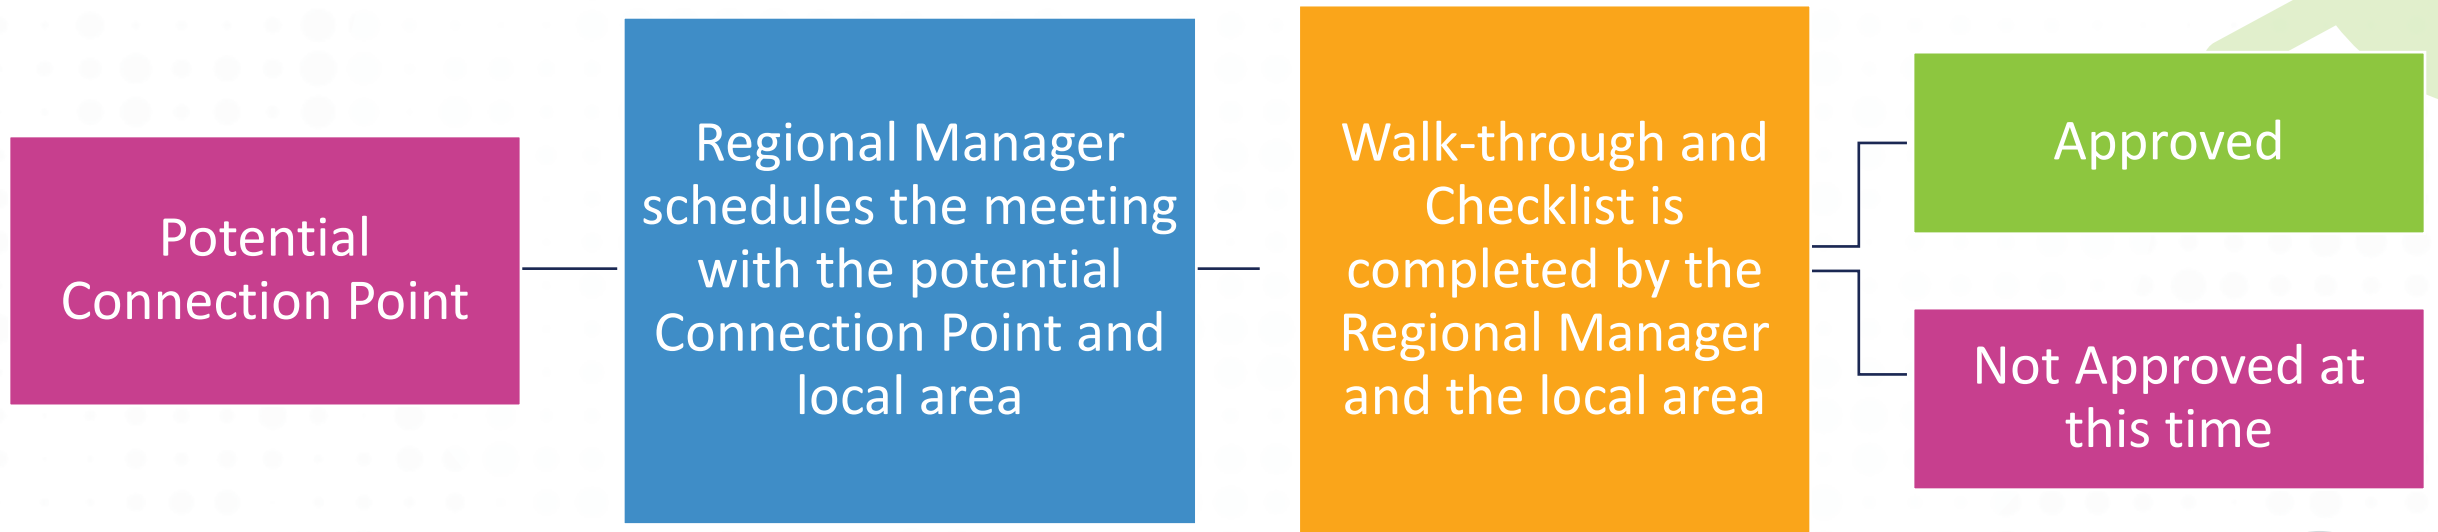 Potential
Connection Point
Regional Manager
schedules the meeting
with the potential
Connection Point and
local area
Walk-through and
Checklist is
completed by the
Regional Manager
and the local area
Approved
Not Approved at
this time